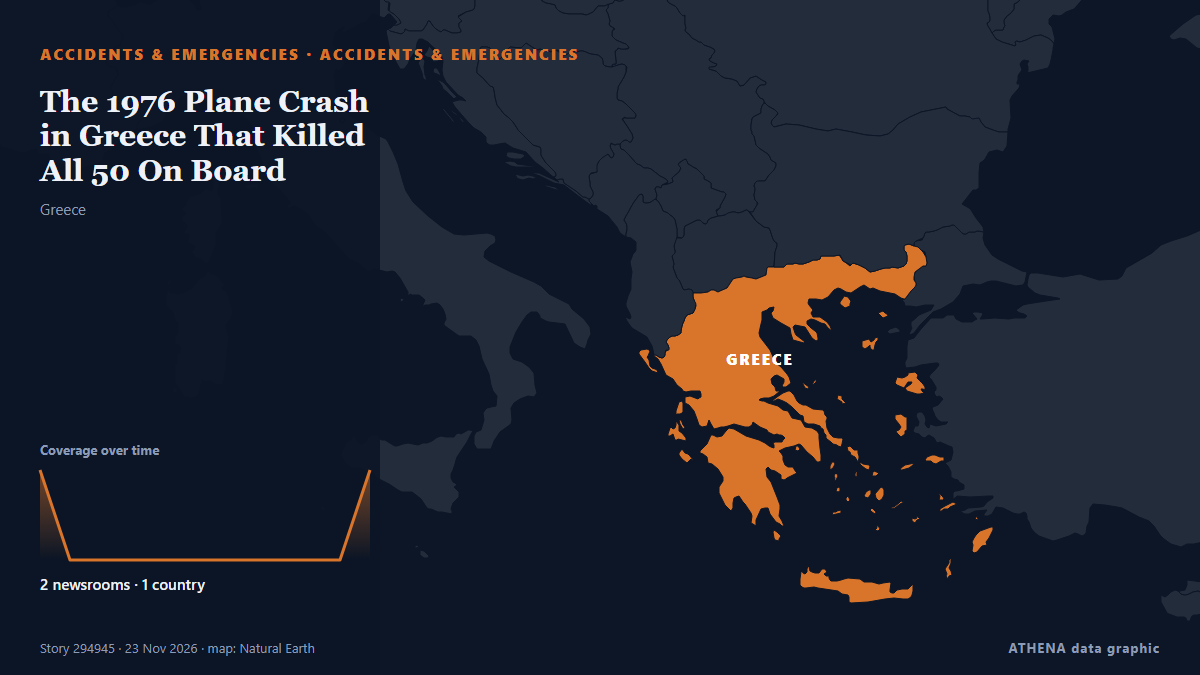 ACCIDENTS & EMERGENCIES · ACCIDENTS & EMERGENCIES
The 1976 Plane Crash
in Greece That Killed
All 50 On Board
Greece
GREECE
Coverage over time
2 newsrooms · 1 country
Story 294945 · 23 Nov 2026 · map: Natural Earth
ATHENA data graphic